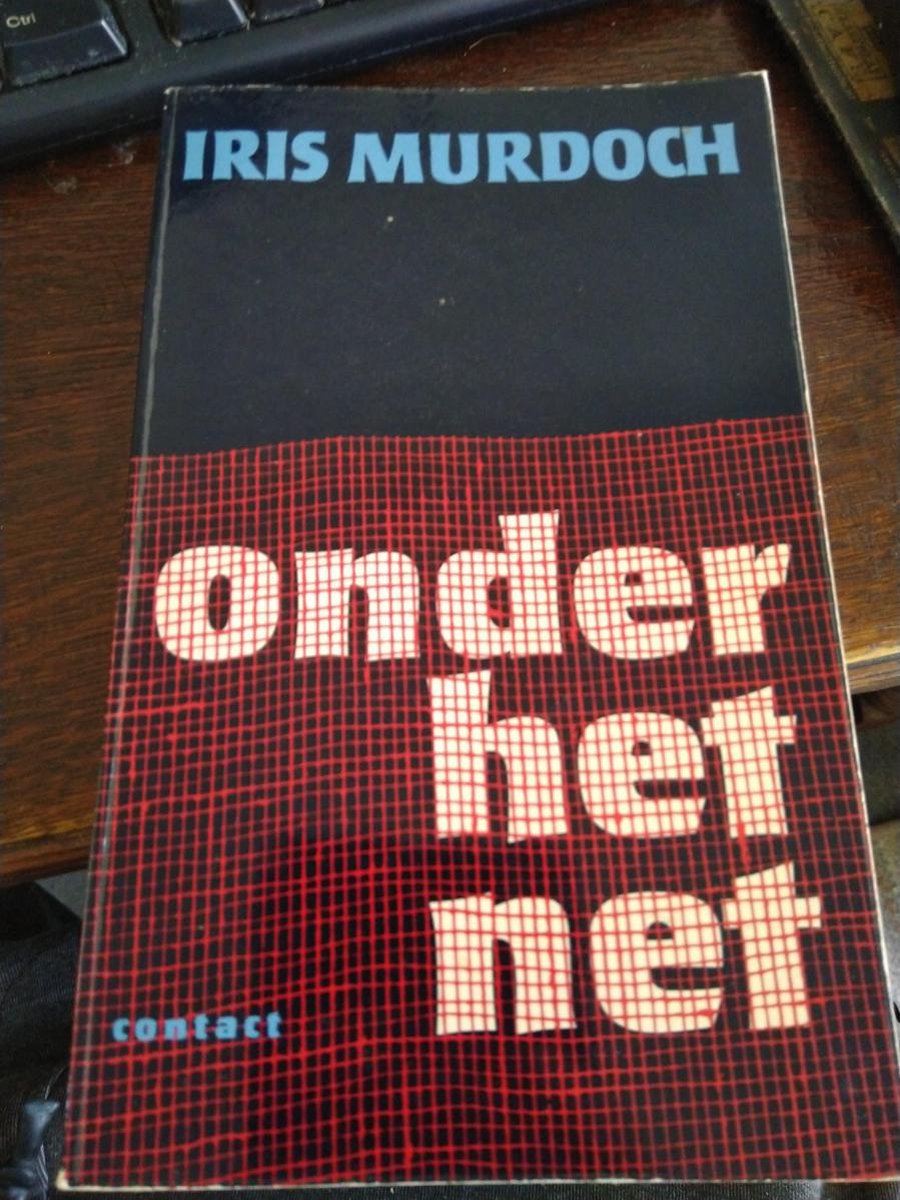 Ctrl
IRIS MURDOCH
onder
het
net
contact